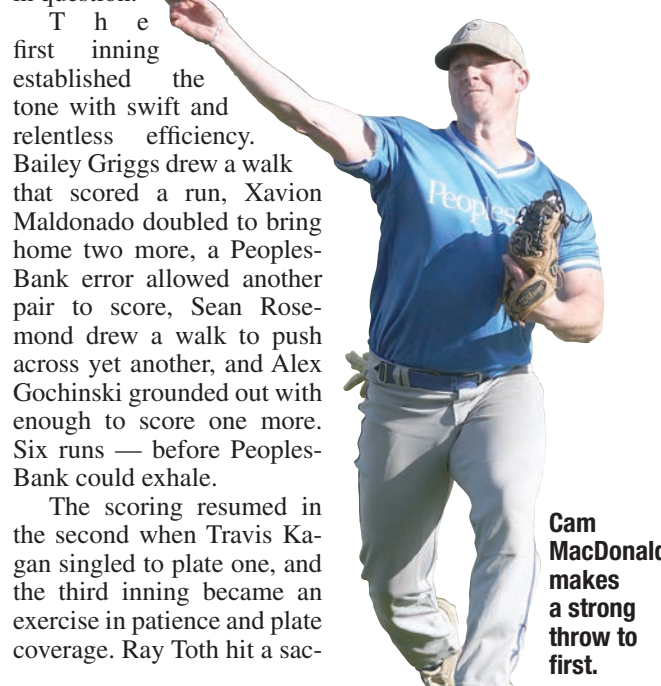 in question.
The
first inning
established the
tone with swift and
relentless efficiency.
Bailey Griggs drew a walk
that scored a run, Xavion
Maldonado doubled to bring
home two more, a Peoples-
Bank error allowed another
pair to score, Sean Rose-
mond drew a walk to push
across yet another, and Alex
Gochinski grounded out with
enough to score one more.
Six runs — before Peoples-
Bank could exhale.
The scoring resumed in
the second when Travis Ka-
gan singled to plate one, and
the third inning became an
exercise in patience and plate
coverage. Ray Toth hit a sac-
Peoples
Wilson
Cam
MacDonald
makes
a strong
throw to
first.